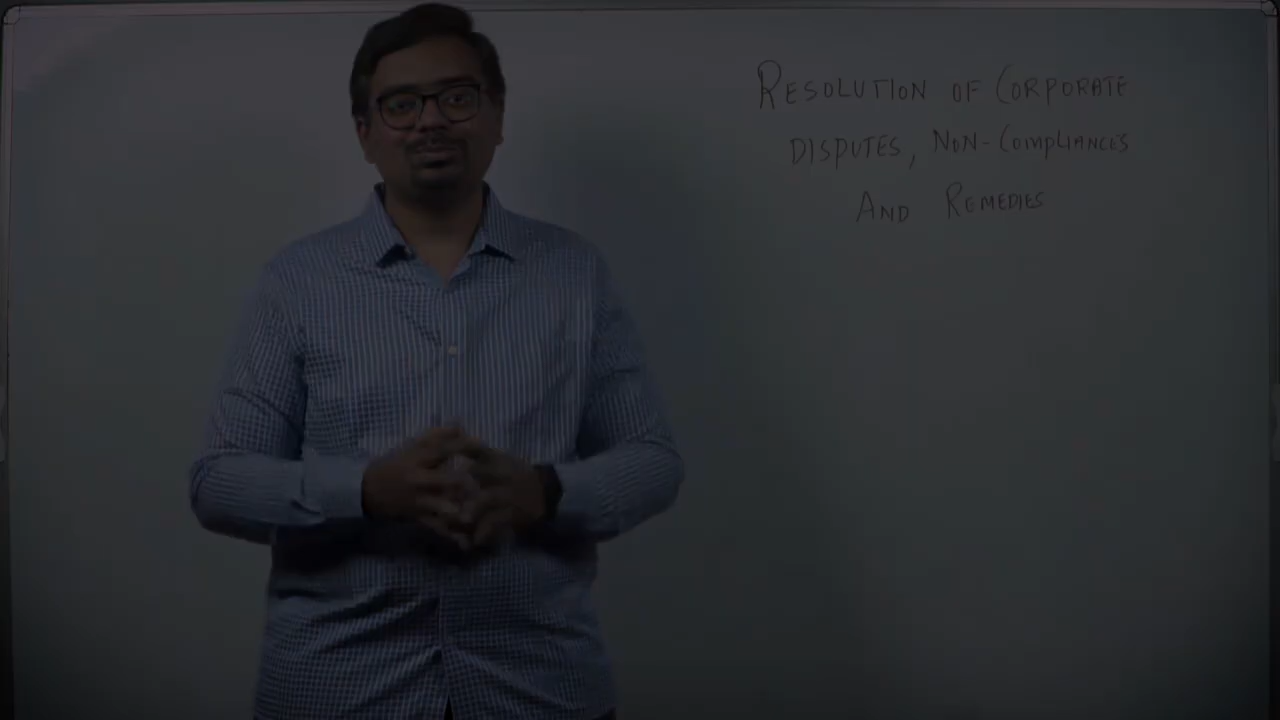 RESOLUTION OF CORPORATE
DISPUTES, NON-COMPLIANCES
AND REMEDIES